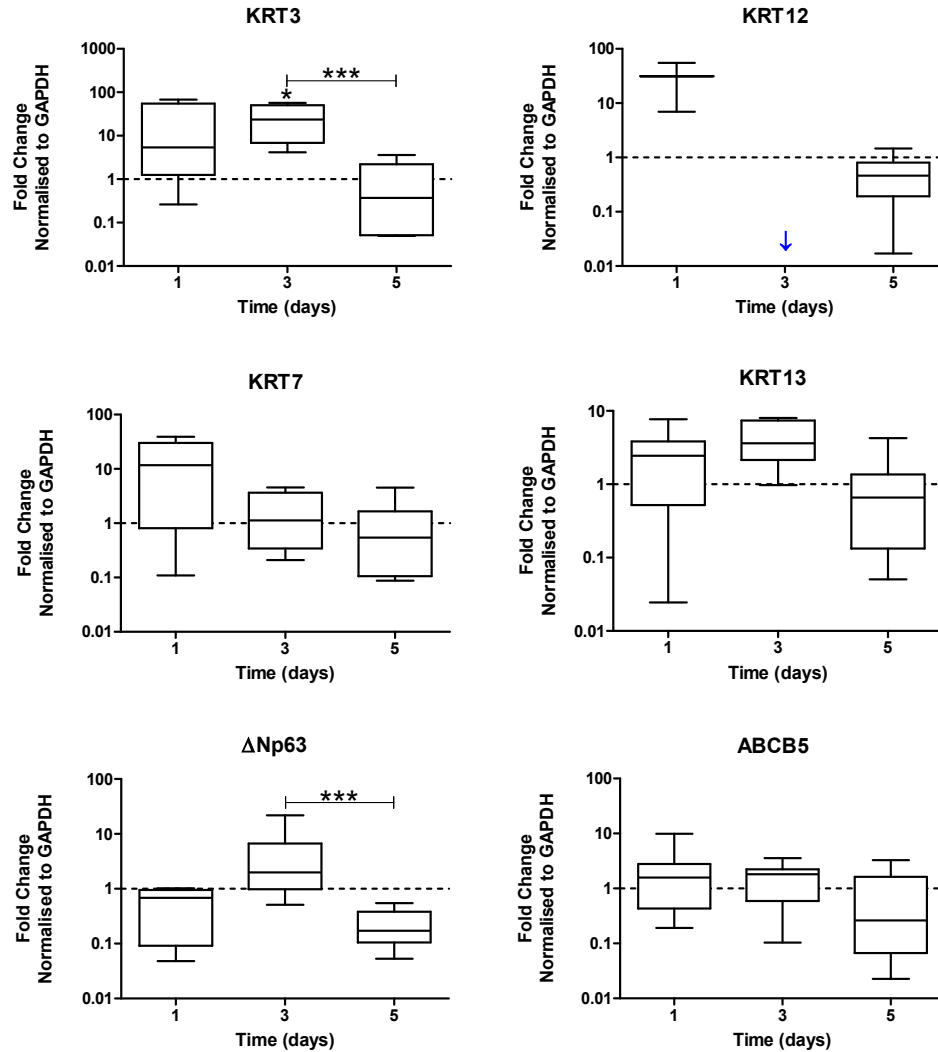 KRT3
Fold Change
Normalised to GAPDH
1000
100
10
1
0.1
0.01
***
*
1 3 5
Time (days)
KRT12
Fold Change
Normalised to GAPDH
100
10
1
0.1
0.01
↓
1 3 5
Time (days)
KRT7
Fold Change
Normalised to GAPDH
100
10
1
0.1
0.01
1 3 5
Time (days)
KRT13
Fold Change
Normalised to GAPDH
10
1
0.1
0.01
1 3 5
Time (days)
ΔNp63
Fold Change
Normalised to GAPDH
100
10
1
0.1
0.01
***
1 3 5
Time (days)
ABCB5
Fold Change
Normalised to GAPDH
100
10
1
0.1
0.01
1 3 5
Time (days)